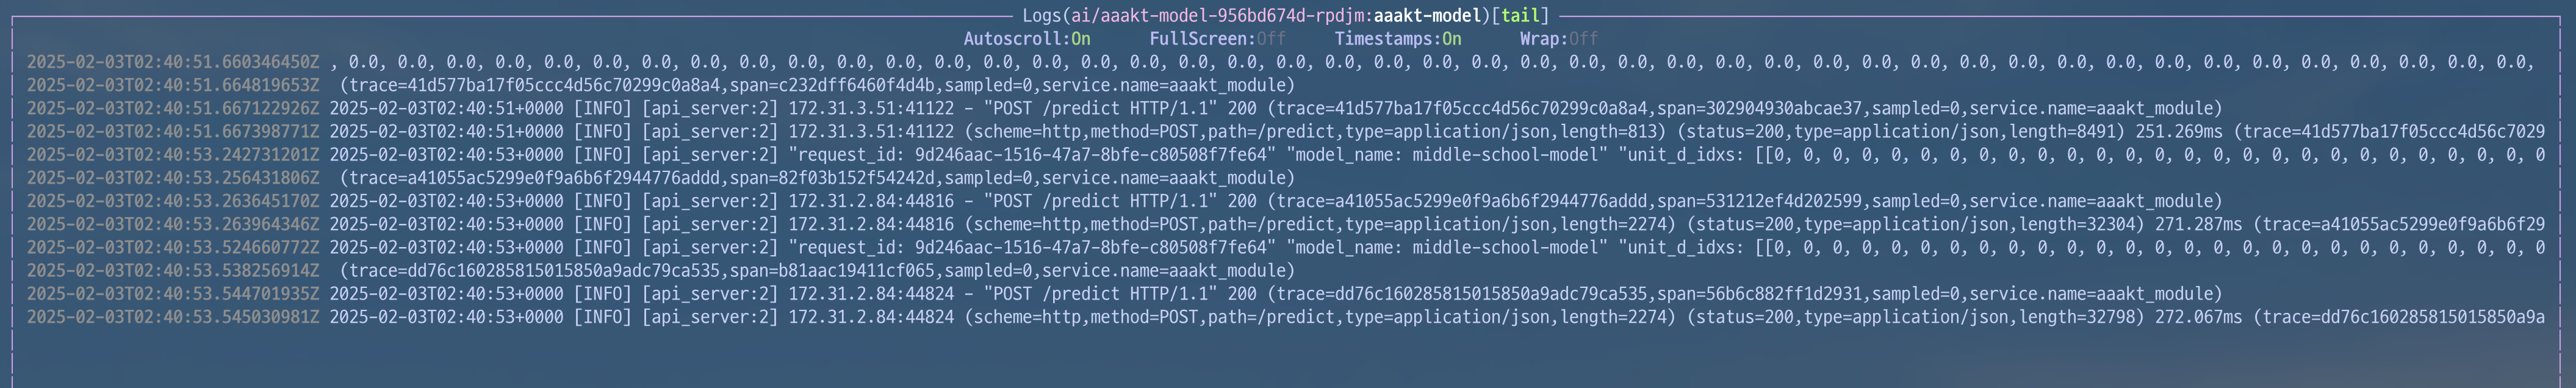 Logs(ai/aaakt-model-956bd674d-rpdjm:aaakt-model)[tail]
Autoscroll:On FullScreen:Off Timestamps:On Wrap:Off
2025-02-03T02:40:51.660346450Z , 0.0, 0.0, 0.0, 0.0, 0.0, 0.0, 0.0, 0.0, 0.0, 0.0, 0.0, 0.0, 0.0, 0.0, 0.0, 0.0, 0.0, 0.0, 0.0, 0.0, 0.0, 0.0, 0.0, 0.0, 0.0, 0.0, 0.0, 0.0, 0.0, 0.0, 0.0, 0.0, 0.0, 0.0, 0.0, 0.0, 0.0, 0.0, 0.0, 0.0, 0.0, 0.0, 0.0, 0.0, 0.0,
2025-02-03T02:40:51.664819653Z (trace=41d577ba17f05ccc4d56c70299c0a8a4,span=c232dff6460f4d4b,sampled=0,service.name=aaakt_module)
2025-02-03T02:40:51.667122926Z 2025-02-03T02:40:51+0000 [INFO] [api_server:2] 172.31.3.51:41122 – "POST /predict HTTP/1.1" 200 (trace=41d577ba17f05ccc4d56c70299c0a8a4,span=302904930abcae37,sampled=0,service.name=aaakt_module)
2025-02-03T02:40:51.667398771Z 2025-02-03T02:40:51+0000 [INFO] [api_server:2] 172.31.3.51:41122 (scheme=http,method=POST,path=/predict,type=application/json,length=813) (status=200,type=application/json,length=8491) 251.269ms (trace=41d577ba17f05ccc4d56c7029
2025-02-03T02:40:53.242731201Z 2025-02-03T02:40:53+0000 [INFO] [api_server:2] "request_id: 9d246aac-1516-47a7-8bfe-c80508f7fe64" "model_name: middle-school-model" "unit_d_idxs: [[0, 0, 0, 0, 0, 0, 0, 0, 0, 0, 0, 0, 0, 0, 0, 0, 0, 0, 0, 0, 0, 0, 0, 0, 0, 0, 0
2025-02-03T02:40:53.256431806Z (trace=a41055ac5299e0f9a6b6f2944776addd,span=82f03b152f54242d,sampled=0,service.name=aaakt_module)
2025-02-03T02:40:53.263645170Z 2025-02-03T02:40:53+0000 [INFO] [api_server:2] 172.31.2.84:44816 – "POST /predict HTTP/1.1" 200 (trace=a41055ac5299e0f9a6b6f2944776addd,span=531212ef4d202599,sampled=0,service.name=aaakt_module)
2025-02-03T02:40:53.263964346Z 2025-02-03T02:40:53+0000 [INFO] [api_server:2] 172.31.2.84:44816 (scheme=http,method=POST,path=/predict,type=application/json,length=2274) (status=200,type=application/json,length=32304) 271.287ms (trace=a41055ac5299e0f9a6b6f29
2025-02-03T02:40:53.524660772Z 2025-02-03T02:40:53+0000 [INFO] [api_server:2] "request_id: 9d246aac-1516-47a7-8bfe-c80508f7fe64" "model_name: middle-school-model" "unit_d_idxs: [[0, 0, 0, 0, 0, 0, 0, 0, 0, 0, 0, 0, 0, 0, 0, 0, 0, 0, 0, 0, 0, 0, 0, 0, 0, 0, 0
2025-02-03T02:40:53.538256914Z (trace=dd76c160285815015850a9adc79ca535,span=b81aac19411cf065,sampled=0,service.name=aaakt_module)
2025-02-03T02:40:53.544701935Z 2025-02-03T02:40:53+0000 [INFO] [api_server:2] 172.31.2.84:44824 – "POST /predict HTTP/1.1" 200 (trace=dd76c160285815015850a9adc79ca535,span=56b6c882ff1d2931,sampled=0,service.name=aaakt_module)
2025-02-03T02:40:53.545030981Z 2025-02-03T02:40:53+0000 [INFO] [api_server:2] 172.31.2.84:44824 (scheme=http,method=POST,path=/predict,type=application/json,length=2274) (status=200,type=application/json,length=32798) 272.067ms (trace=dd76c160285815015850a9a